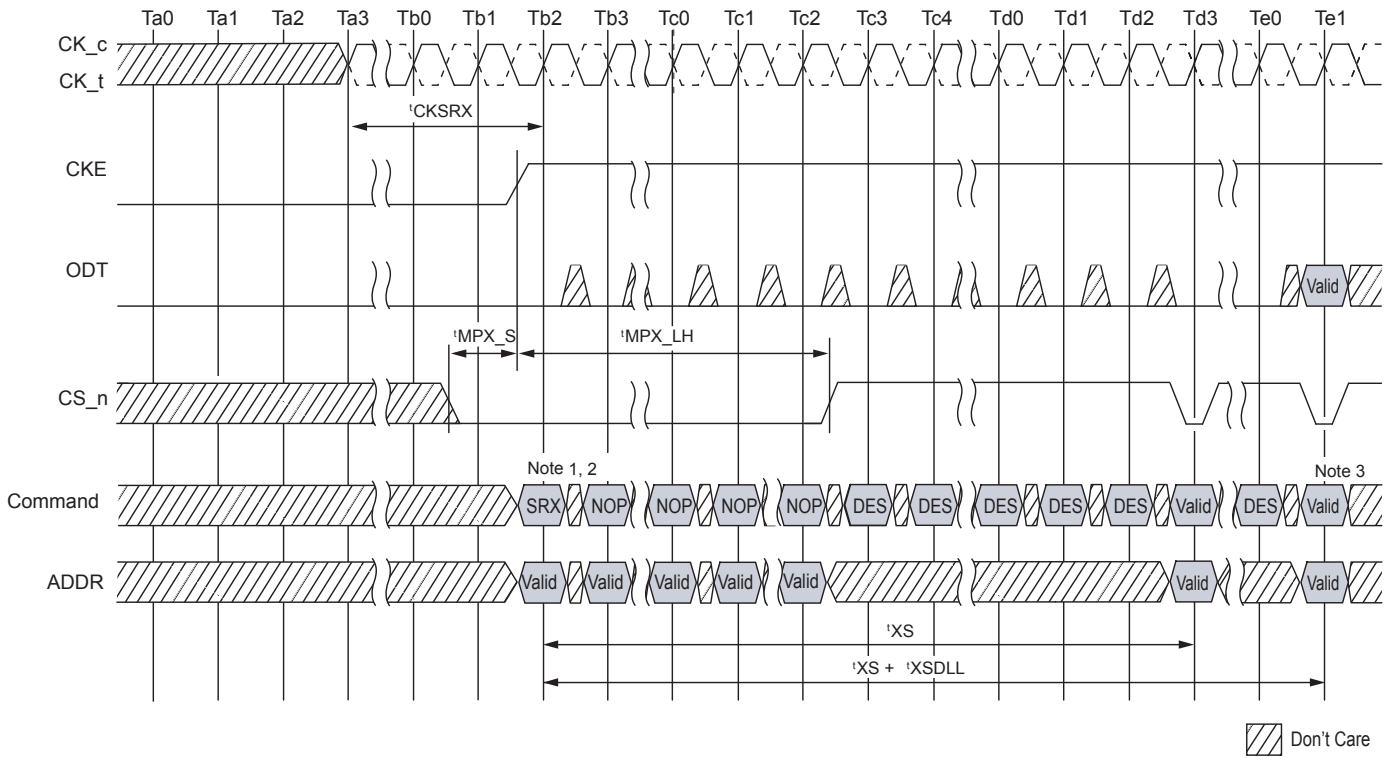 Ta0 Ta1 Ta2 Ta3 Tb0 Tb1 Tb2 Tb3 Tc0 Tc1 Tc2 Tc3 Tc4 Td0 Td1 Td2 Td3 Te0 Te1
CK_c
CK_t
tCKSRX
CKE
ODT
Valid
tMPX_S tMPX_LH
CS_n
Note 1, 2 Note 3
Command SRX NOP NOP NOP NOP DES DES DES DES DES Valid DES Valid
ADDR Valid Valid Valid Valid Valid Valid Valid
tXS
tXS + tXSDLL
Don't Care